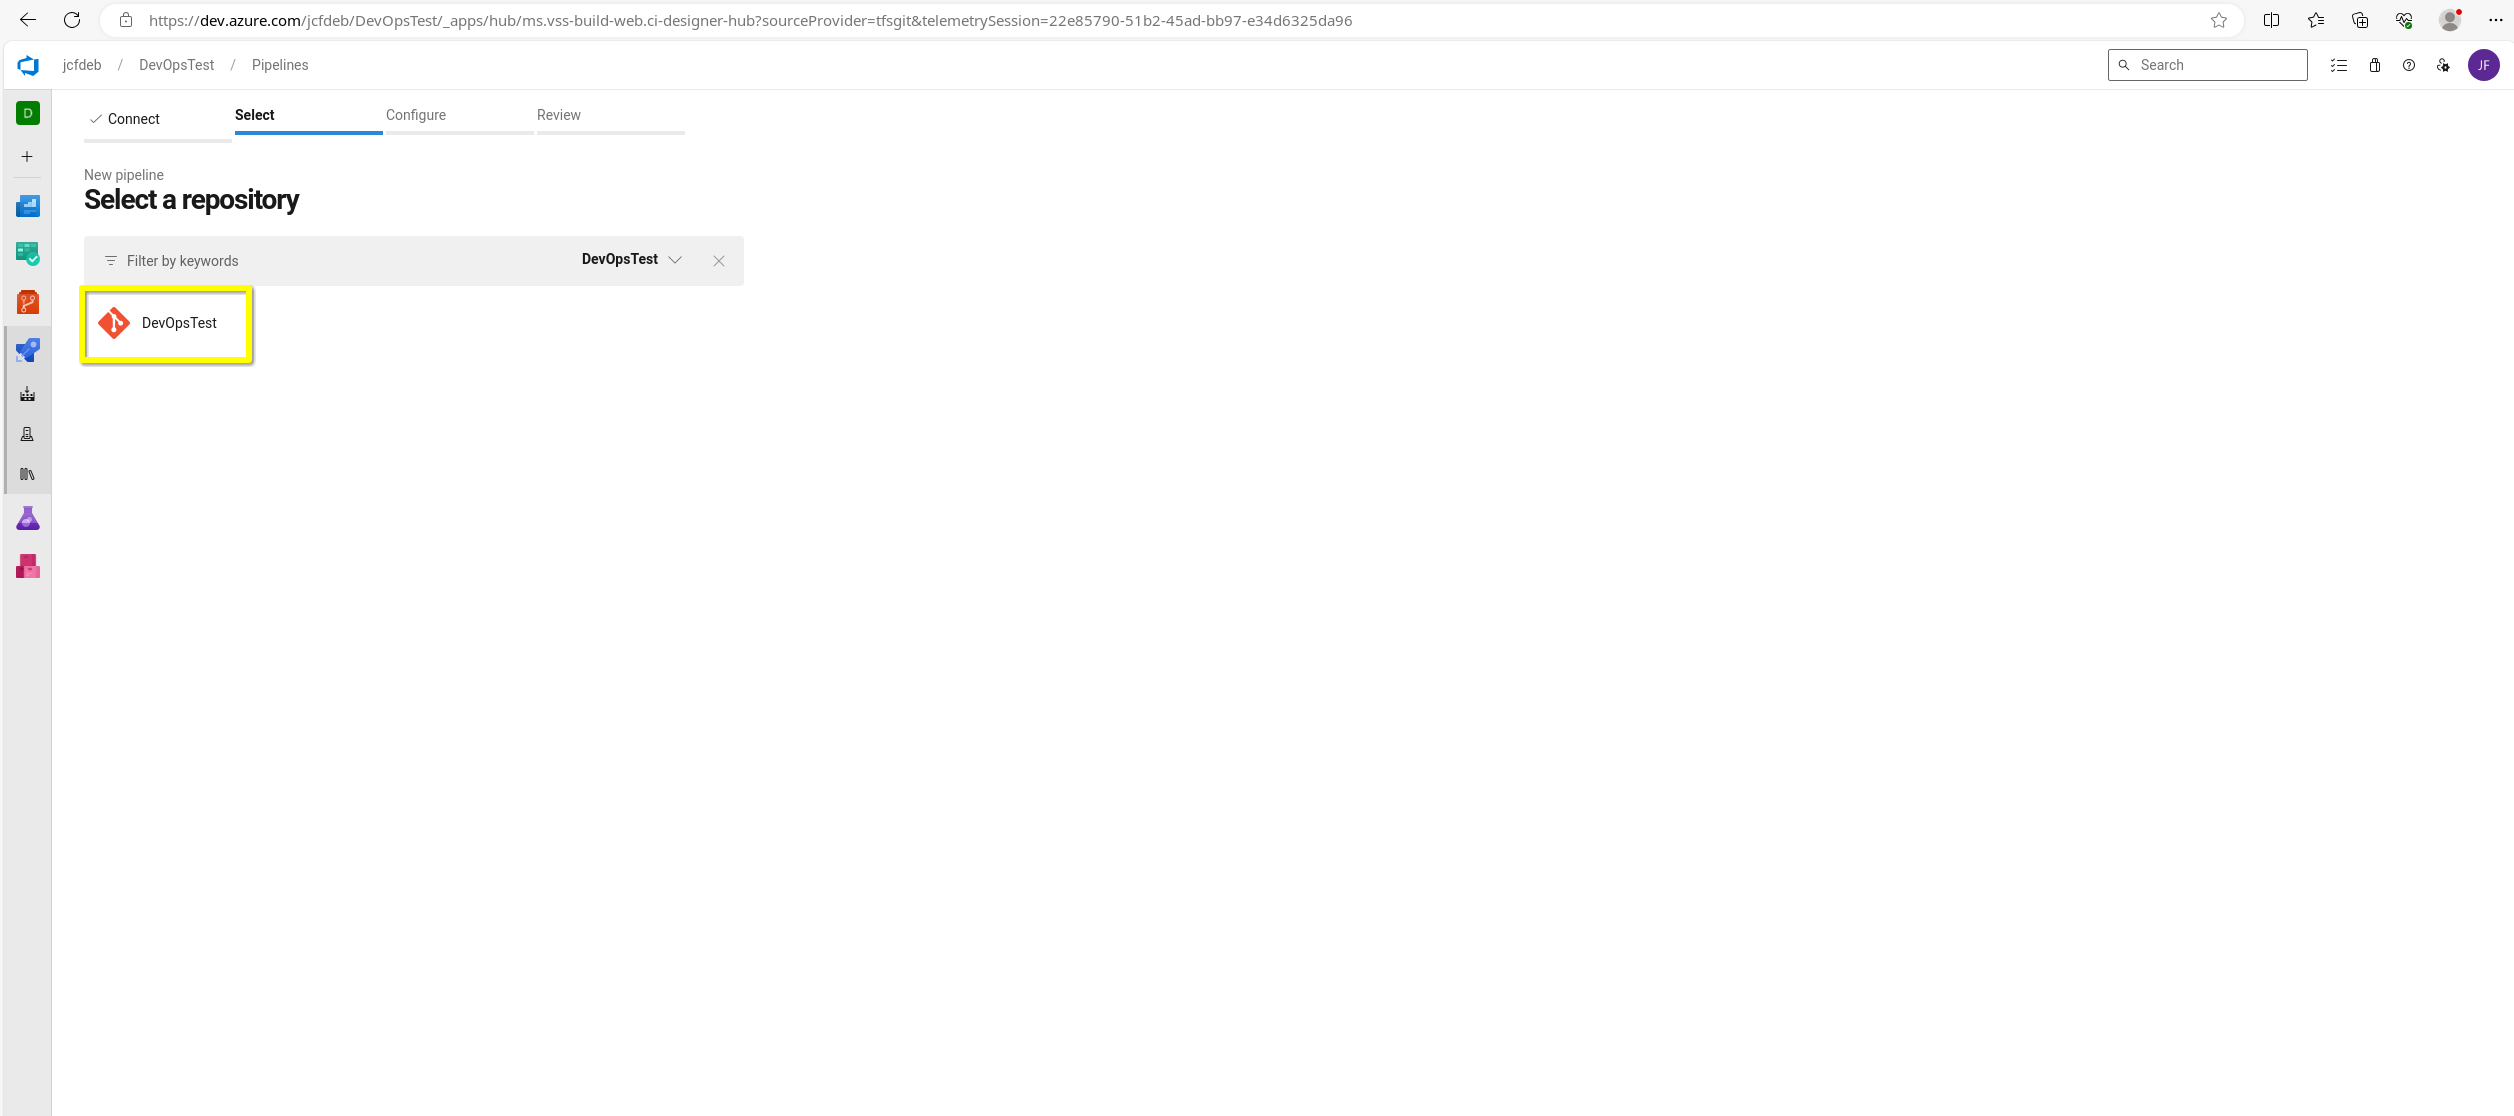 https://dev.azure.com/jcfdeb/DevOpsTest/_apps/hub/ms.vss-build-web.ci-designer-hub?sourceProvider=tfsgit&telemetrySession=22e85790-51b2-45ad-bb97-e34d6325da96
jcfdeb / DevOpsTest / Pipelines
Search
JF
D
Connect
Select
Configure
Review
New pipeline
Select a repository
Filter by keywords
DevOpsTest
DevOpsTest